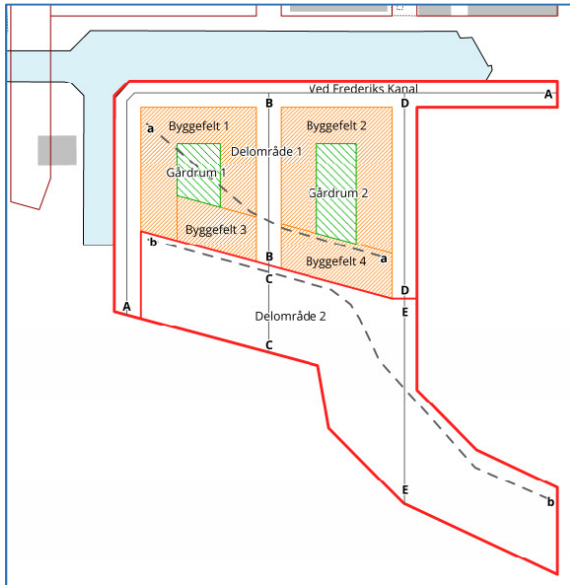 Ved Frederiks Kanal
A
B
D
Byggefelt 1
Byggefelt 2
a
Delområde 1
Gårdrum 1
Gårdrum 2
Byggefelt 3
b
B
a
Byggefelt 4
C
D
A
E
Delområde 2
C
E
b